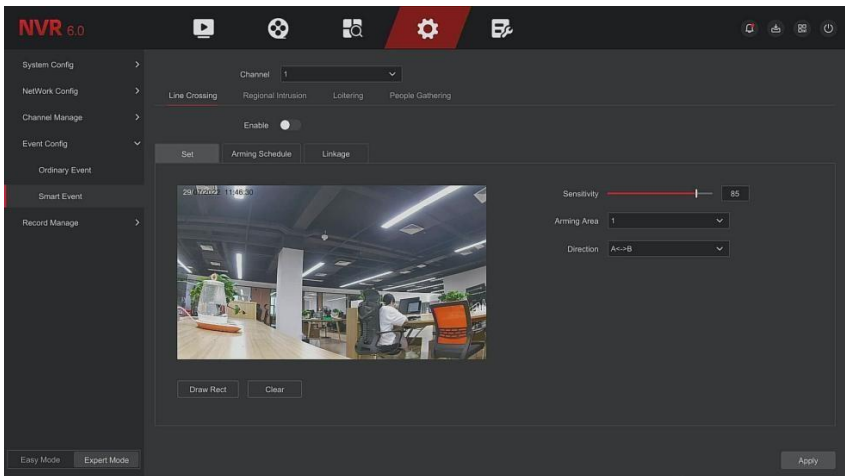 NVR 6.0
System Config
NetWork Config
Channel Manage
Event Config
Ordinary Event
Smart Event
Record Manage
Easy Mode Expert Mode
Channel 1
Line Crossing Regional Intrusion Loitering People Gathering
Enable
Set Arming Schedule Linkage
11:46:30
Sensitivity 85
Arming Area 1
Direction A<->B
Draw Rect Clear
Apply